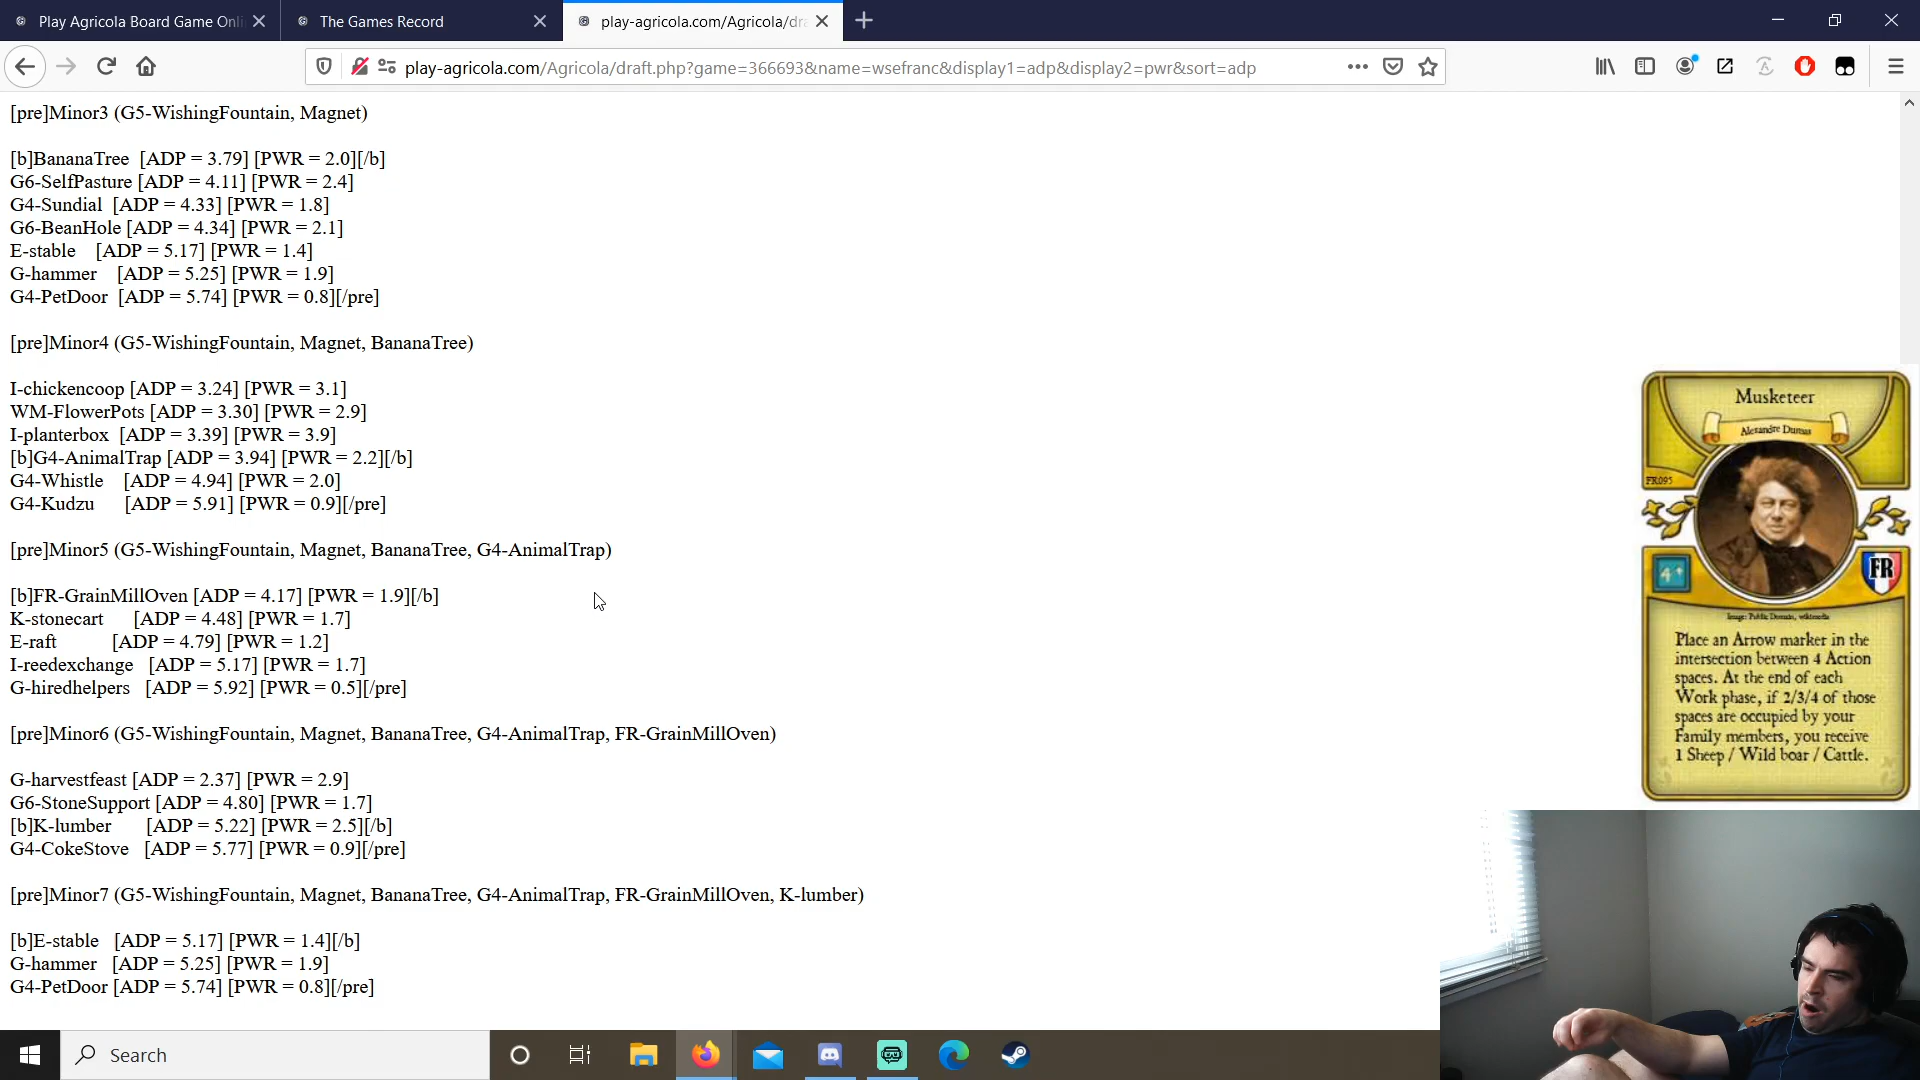 Play Agricola Board Game Onli
The Games Record
play-agricola.com/Agricola/dra
play-agricola.com/Agricola/draft.php?game=366693&name=wsefranc&display1=adp&display2=pwr&sort=adp
[pre]Minor3 (G5-WishingFountain, Magnet)
[b]BananaTree [ADP = 3.79] [PWR = 2.0][/b]
G6-SelfPasture [ADP = 4.11] [PWR = 2.4]
G4-Sundial [ADP = 4.33] [PWR = 1.8]
G6-BeanHole [ADP = 4.34] [PWR = 2.1]
E-stable [ADP = 5.17] [PWR = 1.4]
G-hammer [ADP = 5.25] [PWR = 1.9]
G4-PetDoor [ADP = 5.74] [PWR = 0.8][/pre]
[pre]Minor4 (G5-WishingFountain, Magnet, BananaTree)
I-chickencoop [ADP = 3.24] [PWR = 3.1]
WM-FlowerPots [ADP = 3.30] [PWR = 2.9]
I-planterbox [ADP = 3.39] [PWR = 3.9]
[b]G4-AnimalTrap [ADP = 3.94] [PWR = 2.2][/b]
G4-Whistle [ADP = 4.94] [PWR = 2.0]
G4-Kudzu [ADP = 5.91] [PWR = 0.9][/pre]
[pre]Minor5 (G5-WishingFountain, Magnet, BananaTree, G4-AnimalTrap)
[b]FR-GrainMillOven [ADP = 4.17] [PWR = 1.9][/b]
K-stonecart [ADP = 4.48] [PWR = 1.7]
E-raft [ADP = 4.79] [PWR = 1.2]
I-reedexchange [ADP = 5.17] [PWR = 1.7]
G-hiredhelpers [ADP = 5.92] [PWR = 0.5][/pre]
[pre]Minor6 (G5-WishingFountain, Magnet, BananaTree, G4-AnimalTrap, FR-GrainMillOven)
G-harvestfeast [ADP = 2.37] [PWR = 2.9]
G6-StoneSupport [ADP = 4.80] [PWR = 1.7]
[b]K-lumber [ADP = 5.22] [PWR = 2.5][/b]
G4-CokeStove [ADP = 5.77] [PWR = 0.9][/pre]
[pre]Minor7 (G5-WishingFountain, Magnet, BananaTree, G4-AnimalTrap, FR-GrainMillOven, K-lumber)
[b]E-stable [ADP = 5.17] [PWR = 1.4][/b]
G-hammer [ADP = 5.25] [PWR = 1.9]
G4-PetDoor [ADP = 5.74] [PWR = 0.8][/pre]
Musketeer
Alexandre Dumas
FR095
4+
FR
Image: Public Domain, wikimedia
Place an Arrow marker in the
intersection between 4 Action
spaces. At the end of each
Work phase, if 2/3/4 of those
spaces are occupied by your
Family members, you receive
1 Sheep / Wild boar / Cattle.
Search